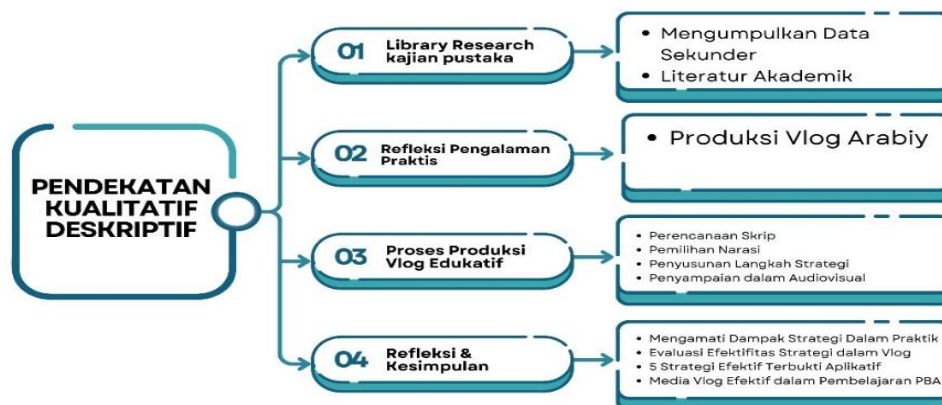 PENDEKATAN
KUALITATIF
DESKRIPTIF
01
Library Research
kajian pustaka
• Mengumpulkan Data
Sekunder
• Literatur Akademik
02
Refleksi Pengalaman
Praktis
• Produksi Vlog Arabiy
03
Proses Produksi
Vlog Edukatif
• Perencanaan Skrip
• Pemilihan Narasi
• Penyusunan Langkah Strategi
• Penyampaian dalam Audiovisual
04
Refleksi &
Kesimpulan
• Mengamati Dampak Strategi Dalam Praktik
• Evaluasi Efektifitas Strategi dalam Vlog
• 5 Strategi Efektif Terbukti Aplikatif
• Media Vlog Efektif dalam Pembelajaran PBA